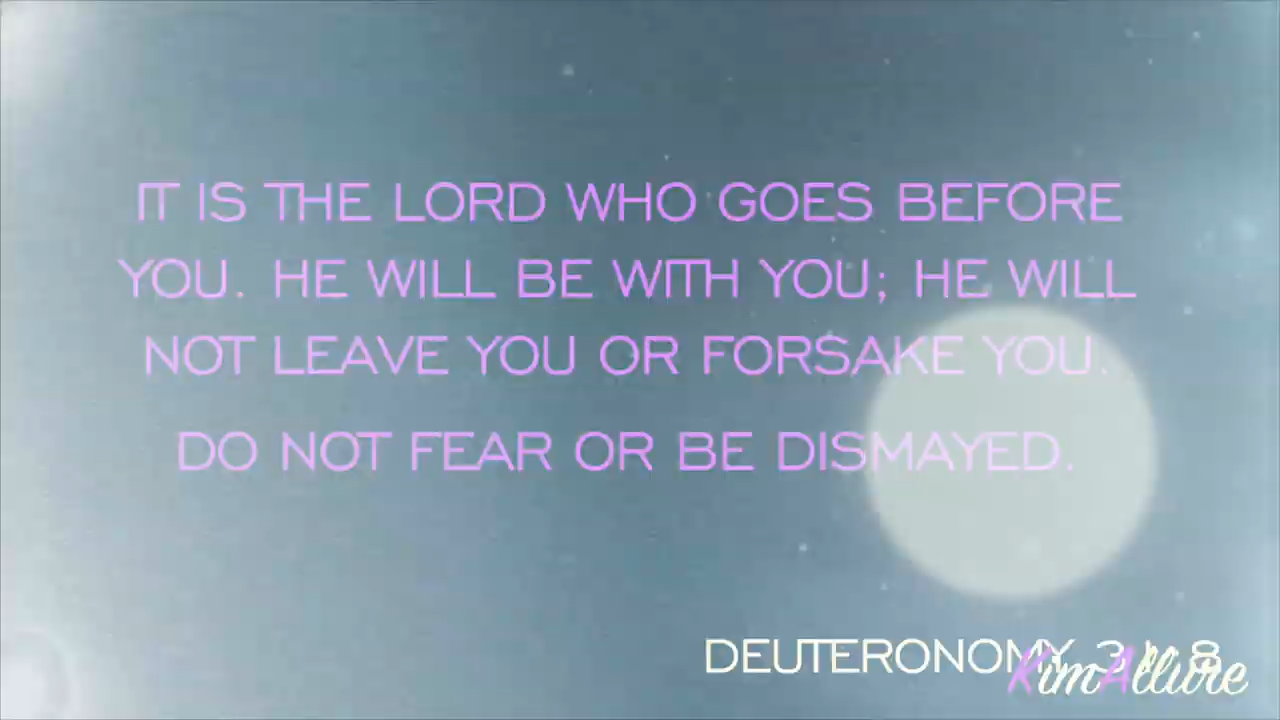 IT IS THE LORD WHO GOES BEFORE
YOU. HE WILL BE WITH YOU; HE WILL
NOT LEAVE YOU OR FORSAKE YOU.
DO NOT FEAR OR BE DISMAYED.
DEUTERONOMY
KimAllure